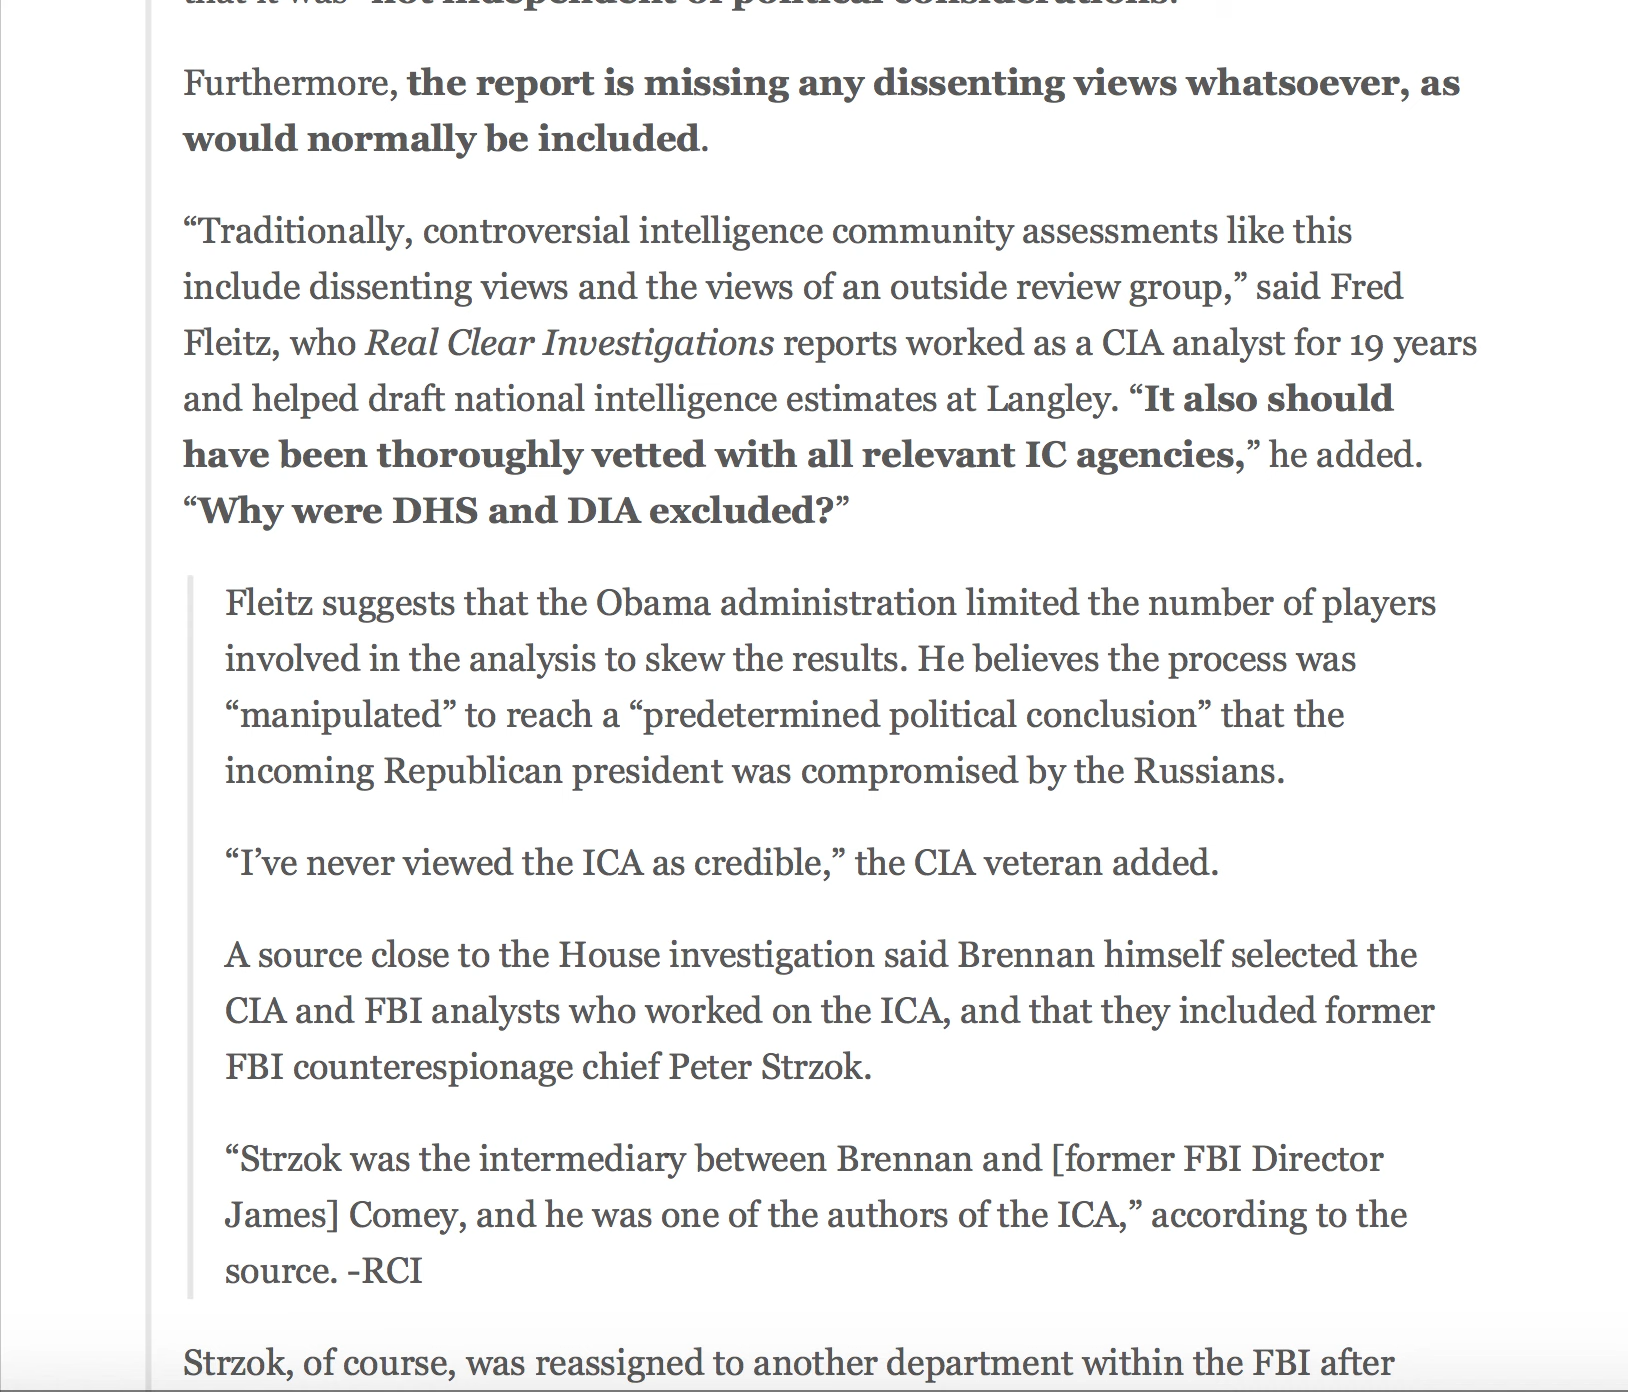 that it was "not independent of political considerations.
Furthermore, the report is missing any dissenting views whatsoever, as
would normally be included.
“Traditionally, controversial intelligence community assessments like this
include dissenting views and the views of an outside review group,” said Fred
Fleitz, who Real Clear Investigations reports worked as a CIA analyst for 19 years
and helped draft national intelligence estimates at Langley. “It also should
have been thoroughly vetted with all relevant IC agencies,” he added.
“Why were DHS and DIA excluded?”
Fleitz suggests that the Obama administration limited the number of players
involved in the analysis to skew the results. He believes the process was
“manipulated” to reach a “predetermined political conclusion” that the
incoming Republican president was compromised by the Russians.
“I’ve never viewed the ICA as credible,” the CIA veteran added.
A source close to the House investigation said Brennan himself selected the
CIA and FBI analysts who worked on the ICA, and that they included former
FBI counterespionage chief Peter Strzok.
“Strzok was the intermediary between Brennan and [former FBI Director
James] Comey, and he was one of the authors of the ICA,” according to the
source. -RCI
Strzok, of course, was reassigned to another department within the FBI after